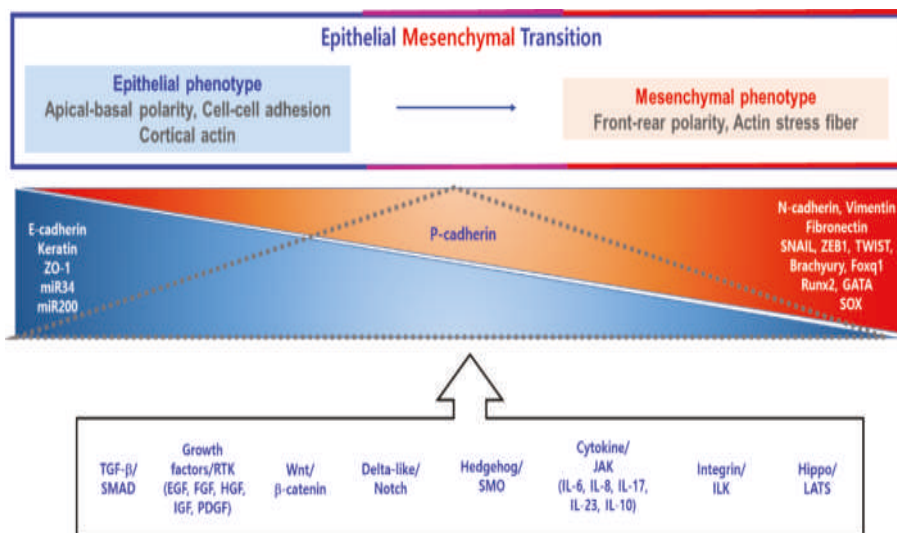 Epithelial Mesenchymal Transition
Epithelial phenotype
Apical-basal polarity, Cell-cell adhesion
Cortical actin
Mesenchymal phenotype
Front-rear polarity, Actin stress fiber
E-cadherin
Keratin
ZO-1
miR34
miR200
P-cadherin
N-cadherin, Vimentin
Fibronectin
SNAIL, ZEB1, TWIST,
Brachyury, Foxq1
Runx2, GATA
SOX
TGF-β/
SMAD
Growth
factors/RTK
(EGF, FGF, HGF,
IGF, PDGF)
Wnt/
β-catenin
Delta-like/
Notch
Hedgehog/
SMO
Cytokine/
JAK
(IL-6, IL-8, IL-17,
IL-23, IL-10)
Integrin/
ILK
Hippo/
LATS